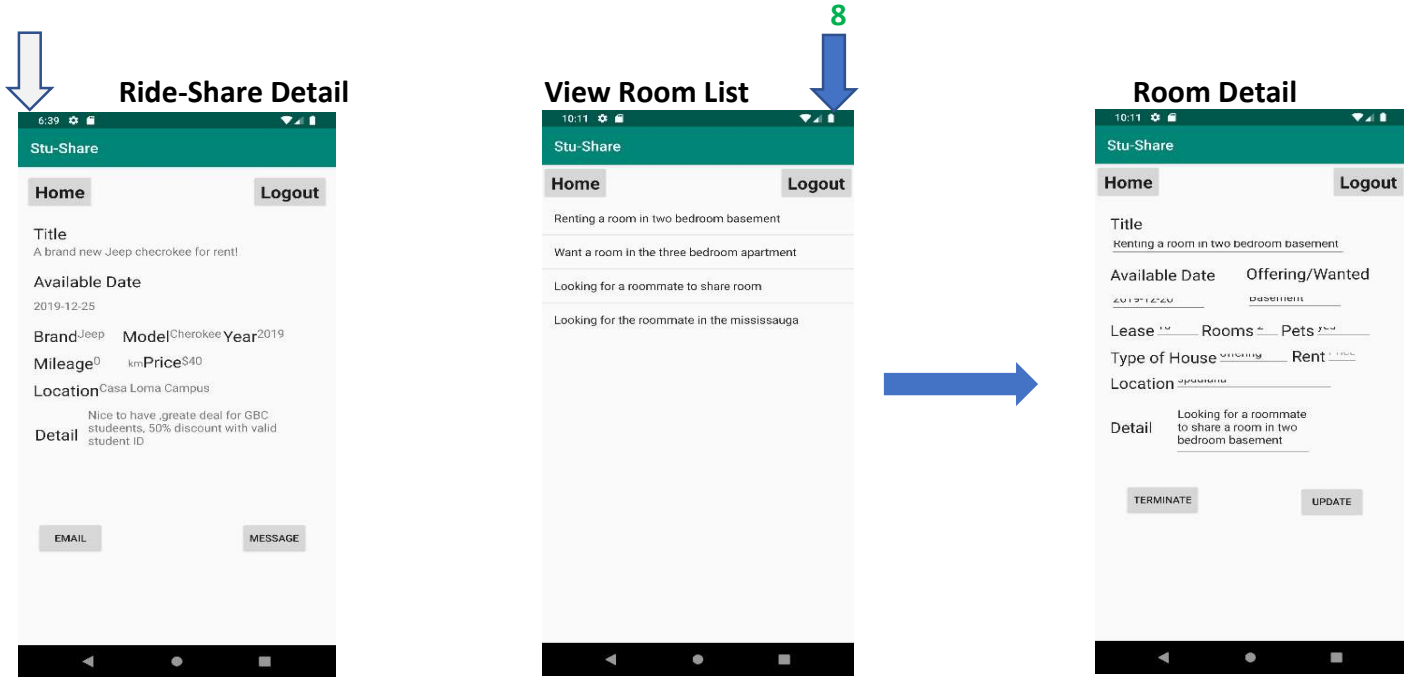 8
Ride-Share Detail
6:39
Stu-Share
Home Logout
Title
A brand new Jeep checrokee for rent!
Available Date
2019-12-25
Brand Jeep Model Cherokee Year 2019
Mileage 0 km Price $40
Location Casa Loma Campus
Detail Nice to have ,greate deal for GBC
studeents, 50% discount with valid
student ID
EMAIL MESSAGE
View Room List
10:11
Stu-Share
Home Logout
Renting a room in two bedroom basement
Want a room in the three bedroom apartment
Looking for a roommate to share room
Looking for the roommate in the mississauga
Room Detail
10:11
Stu-Share
Home Logout
Title
Renting a room in two bedroom basement
Available Date Offering/Wanted
Basement
Lease Rooms Pets yes
Type of House offering Rent
Location
Detail Looking for a roommate
to share a room in two
bedroom basement
TERMINATE UPDATE